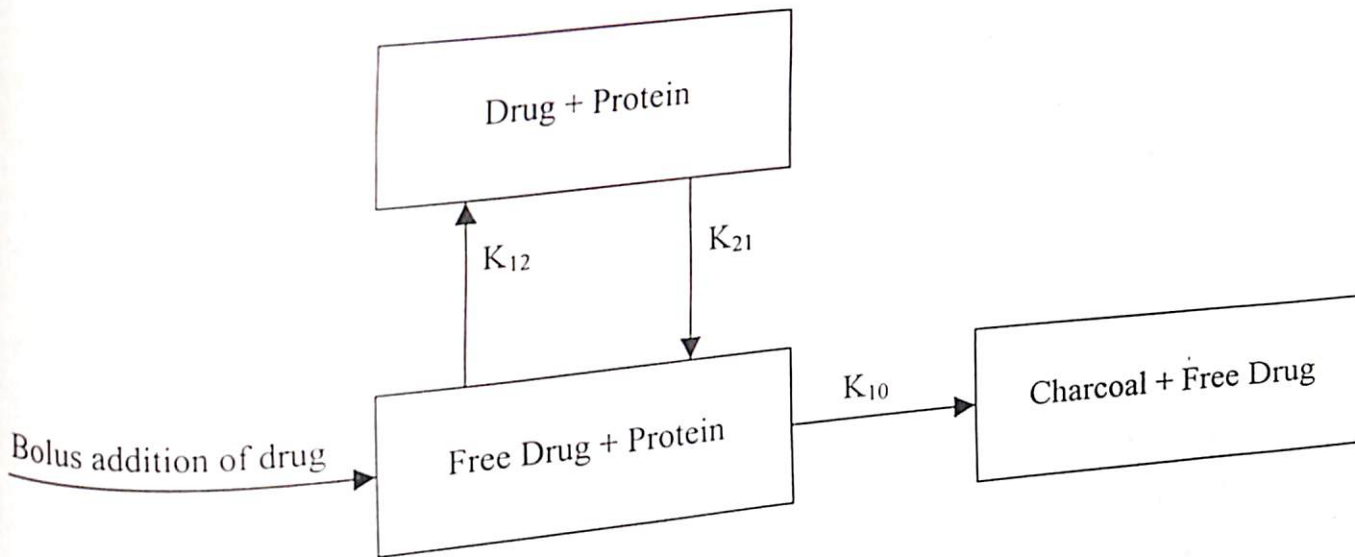 Drug + Protein
K₁₂
K₂₁
K₁₀
Charcoal + Free Drug
Free Drug + Protein
Bolus addition of drug